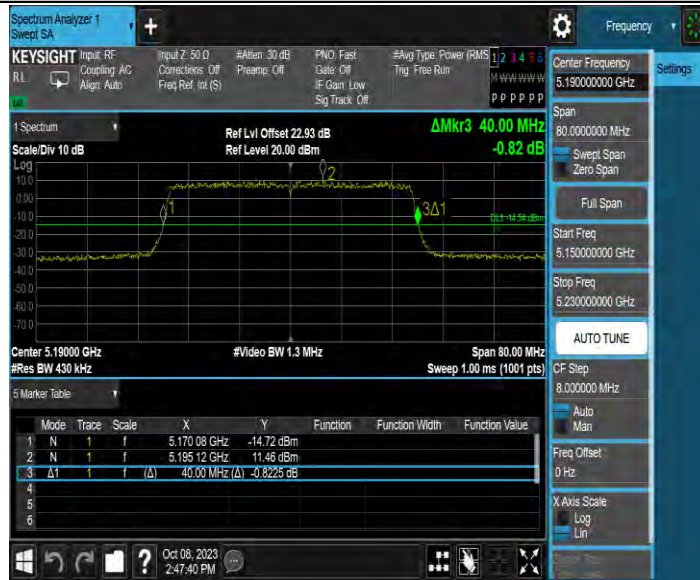 Spectrum Analyzer 1
Swept SA
Frequency
KEYSIGHT
Input: RF
Coupling: AC
Align: Auto
Input Z: 50 Ω
Corrections: Off
Freq Ref: Int (S)
#Atten: 30 dB
Preamp: Off
PNO: Fast
Gate: Off
IF Gain: Low
Sig Track: Off
#Avg Type: Power (RMS
Trig: Free Run
1 2 3 4 5 6
M W W W W W
P P P P P P
RL
Center Frequency
5.190000000 GHz
Settings
Span
80.0000000 MHz
Swept Span
Zero Span
Full Span
Start Freq
5.150000000 GHz
Stop Freq
5.230000000 GHz
AUTO TUNE
CF Step
8.000000 MHz
Auto
Man
Freq Offset
0 Hz
X Axis Scale
Log
Lin
1 Spectrum
Scale/Div 10 dB
Ref Lvl Offset 22.93 dB
Ref Level 20.00 dBm
ΔMkr3 40.00 MHz
-0.82 dB
Log
10.0
0.00
-10.0
-20.0
-30.0
-40.0
-50.0
-60.0
-70.0
1
2
3Δ1
DL1 -14.54 dBm
Center 5.19000 GHz
#Res BW 430 kHz
#Video BW 1.3 MHz
Span 80.00 MHz
Sweep 1.00 ms (1001 pts)
5 Marker Table
Mode Trace Scale X Y Function Function Width Function Value
1 N 1 f 5.170 08 GHz -14.72 dBm
2 N 1 f 5.195 12 GHz 11.46 dBm
3 Δ1 1 f (Δ) 40.00 MHz (Δ) -0.8225 dB
4
5
6
?
Oct 08, 2023
2:47:40 PM